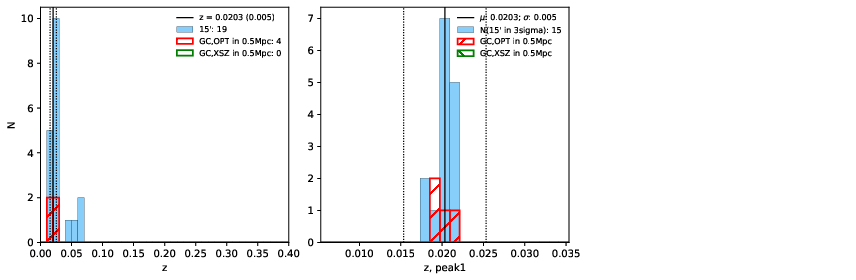 z = 0.0203 (0.005)
15': 19
GC,OPT in 0.5Mpc: 4
GC,XSZ in 0.5Mpc: 0
10
8
6
4
2
0
N
0.00 0.05 0.10 0.15 0.20 0.25 0.30 0.35 0.40
z
μ: 0.0203; σ: 0.005
N(15' in 3sigma): 15
GC,OPT in 0.5Mpc
GC,XSZ in 0.5Mpc
7
6
5
4
3
2
1
0
0.010 0.015 0.020 0.025 0.030 0.035
z, peak1